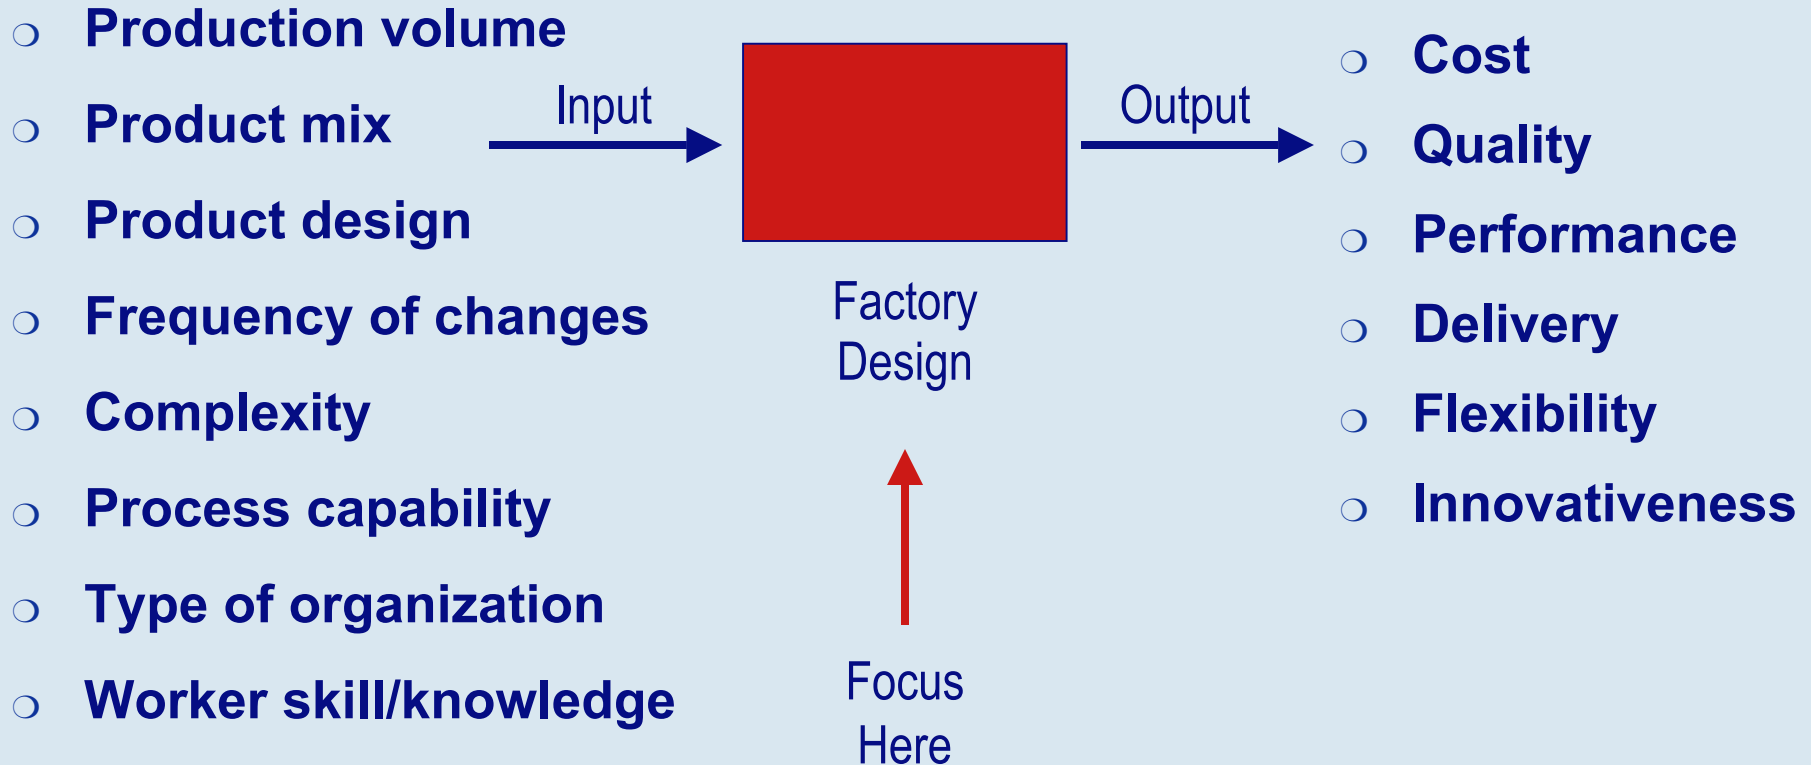 Production volume
Product mix
Product design
Frequency of changes
Complexity
Process capability
Type of organization
Worker skill/knowledge
Input
Factory
Design
Focus
Here
Output
Cost
Quality
Performance
Delivery
Flexibility
Innovativeness